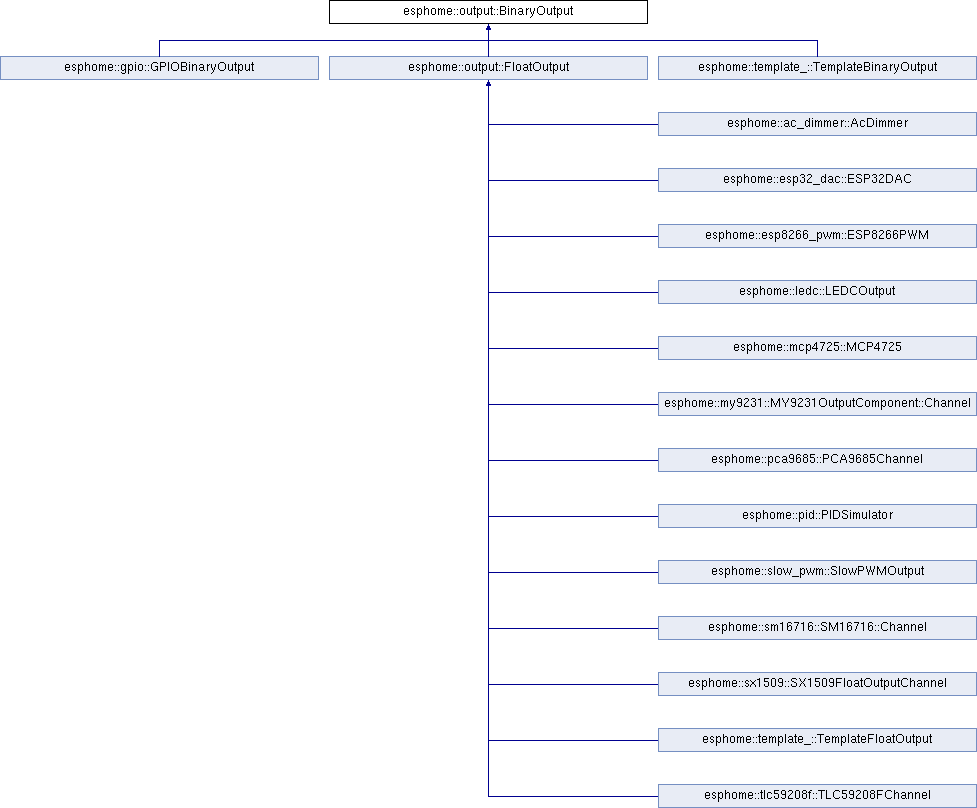 esphome::output::BinaryOutput
esphome::gpio::GPIOBinaryOutput
esphome::output::FloatOutput
esphome::template_::TemplateBinaryOutput
esphome::ac_dimmer::AcDimmer
esphome::esp32_dac::ESP32DAC
esphome::esp8266_pwm::ESP8266PWM
esphome::ledc::LEDCOutput
esphome::mcp4725::MCP4725
esphome::my9231::MY9231OutputComponent::Channel
esphome::pca9685::PCA9685Channel
esphome::pid::PIDSimulator
esphome::slow_pwm::SlowPWMOutput
esphome::sm16716::SM16716::Channel
esphome::sx1509::SX1509FloatOutputChannel
esphome::template_::TemplateFloatOutput
esphome::tlc59208f::TLC59208FChannel